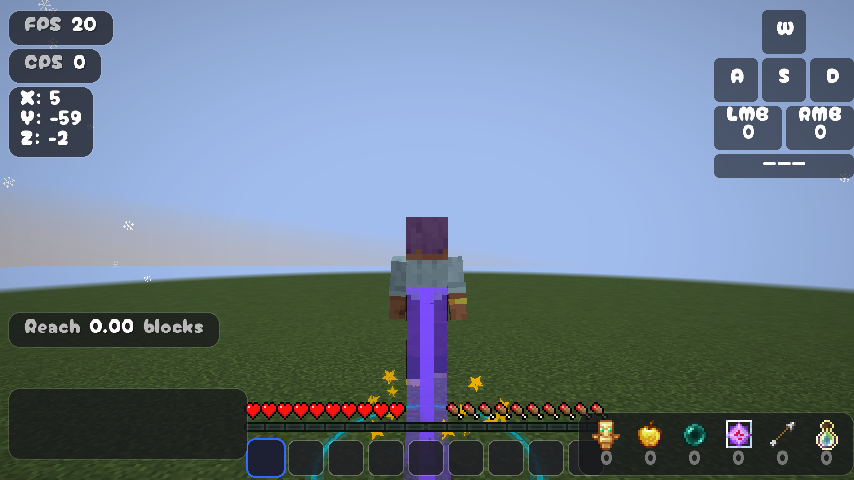 FPS 20
CPS 0
X: 5
Y: -59
Z: -2
W
A S D
LMB RMB
0 0
---
Reach 0.00 blocks
0 0 0 0 0 0